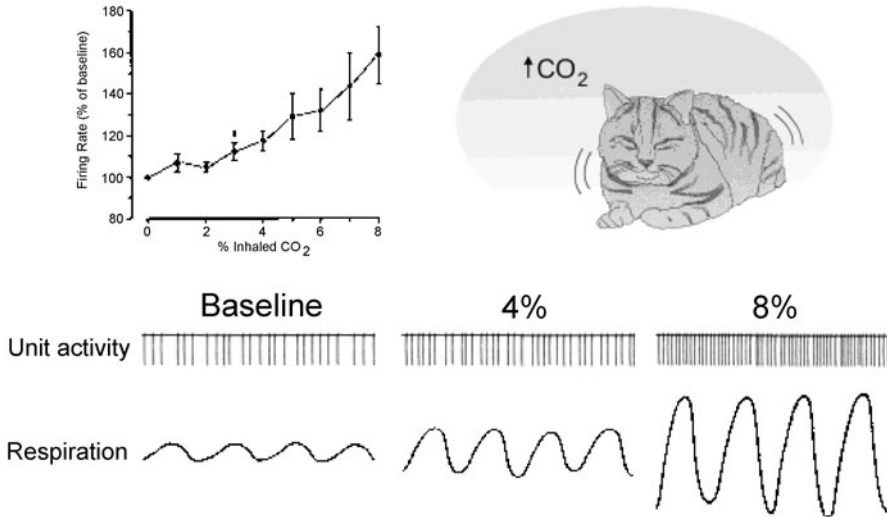 180
160
140
120
100
80
Firing Rate (% of baseline)
0 2 4 6 8
% Inhaled CO2
↑CO2
Baseline 4% 8%
Unit activity
Respiration